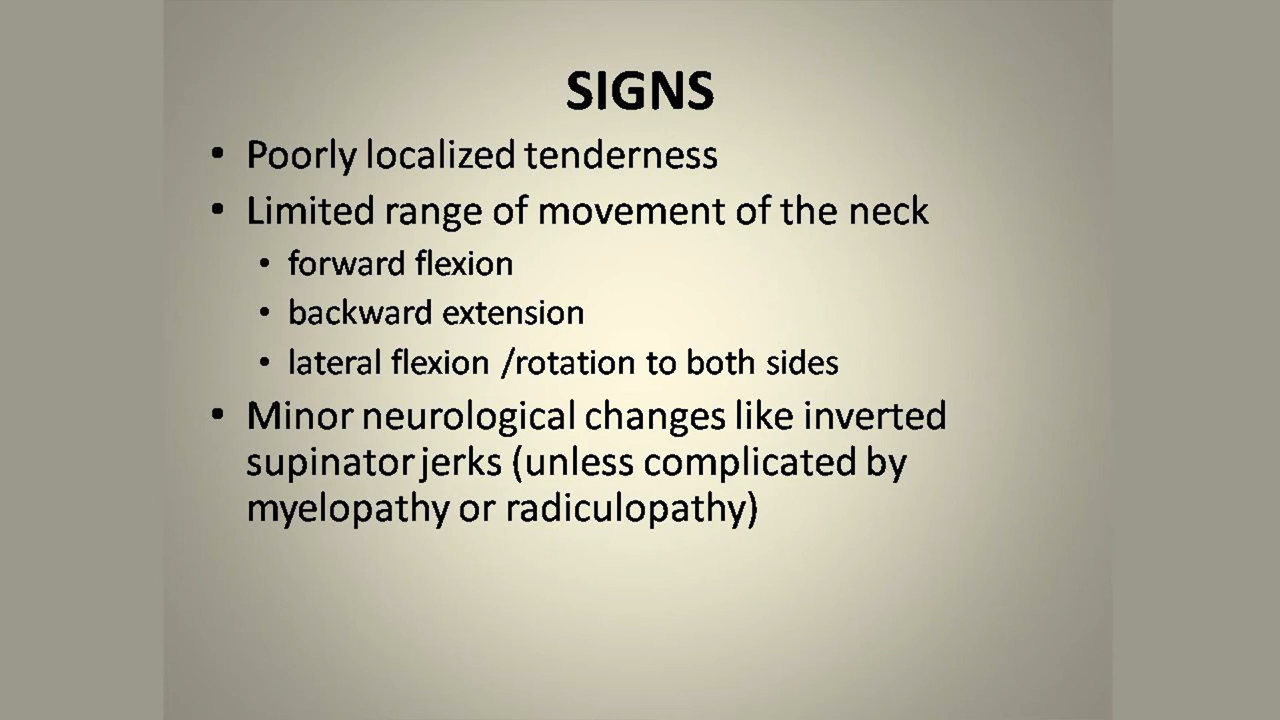 SIGNS
• Poorly localized tenderness
• Limited range of movement of the neck
• forward flexion
• backward extension
• lateral flexion /rotation to both sides
• Minor neurological changes like inverted
supinator jerks (unless complicated by
myelopathy or radiculopathy)